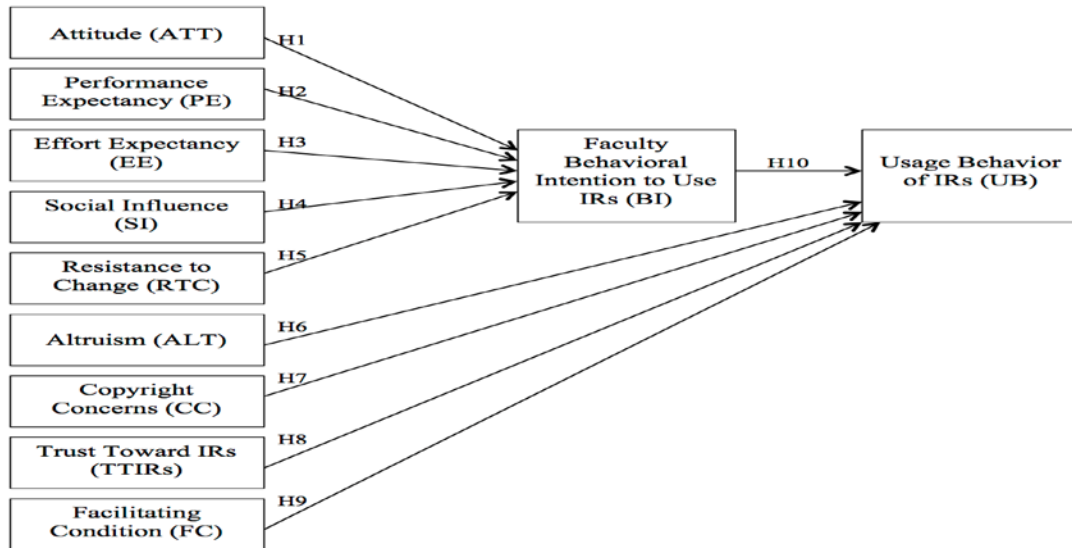 Attitude (ATT)
H1
Performance
Expectancy (PE)
H2
Effort Expectancy
(EE)
H3
Social Influence
(SI)
H4
Resistance to
Change (RTC)
H5
Altruism (ALT)
H6
Copyright
Concerns (CC)
H7
Trust Toward IRs
(TTIRs)
H8
Facilitating
Condition (FC)
H9
Faculty
Behavioral
Intention to Use
IRs (BI)
H10
Usage Behavior
of IRs (UB)